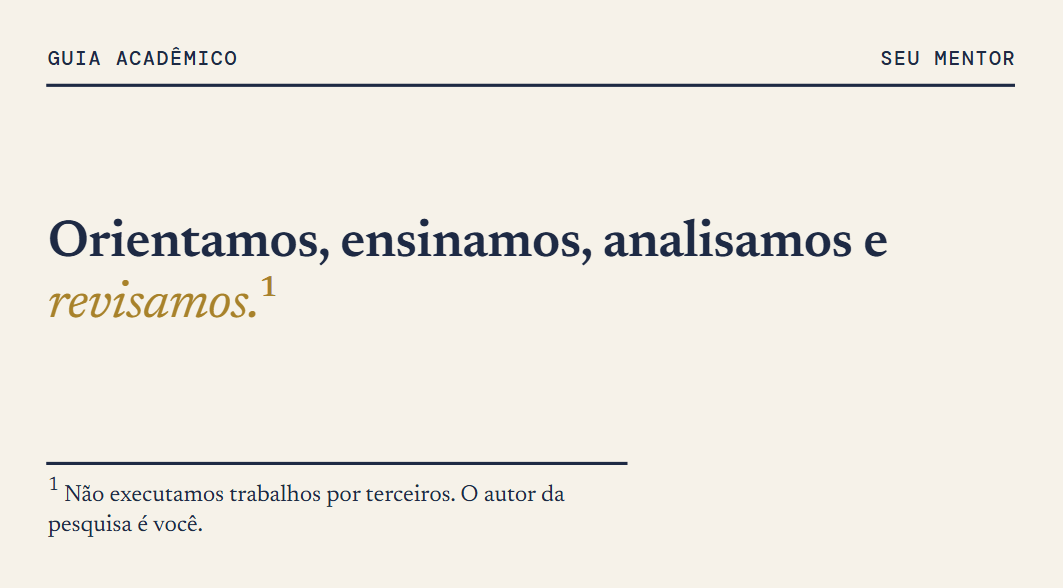 GUIA ACADÊMICO
SEU MENTOR
Orientamos, ensinamos, analisamos e
revisamos.¹
¹ Não executamos trabalhos por terceiros. O autor da
pesquisa é você.